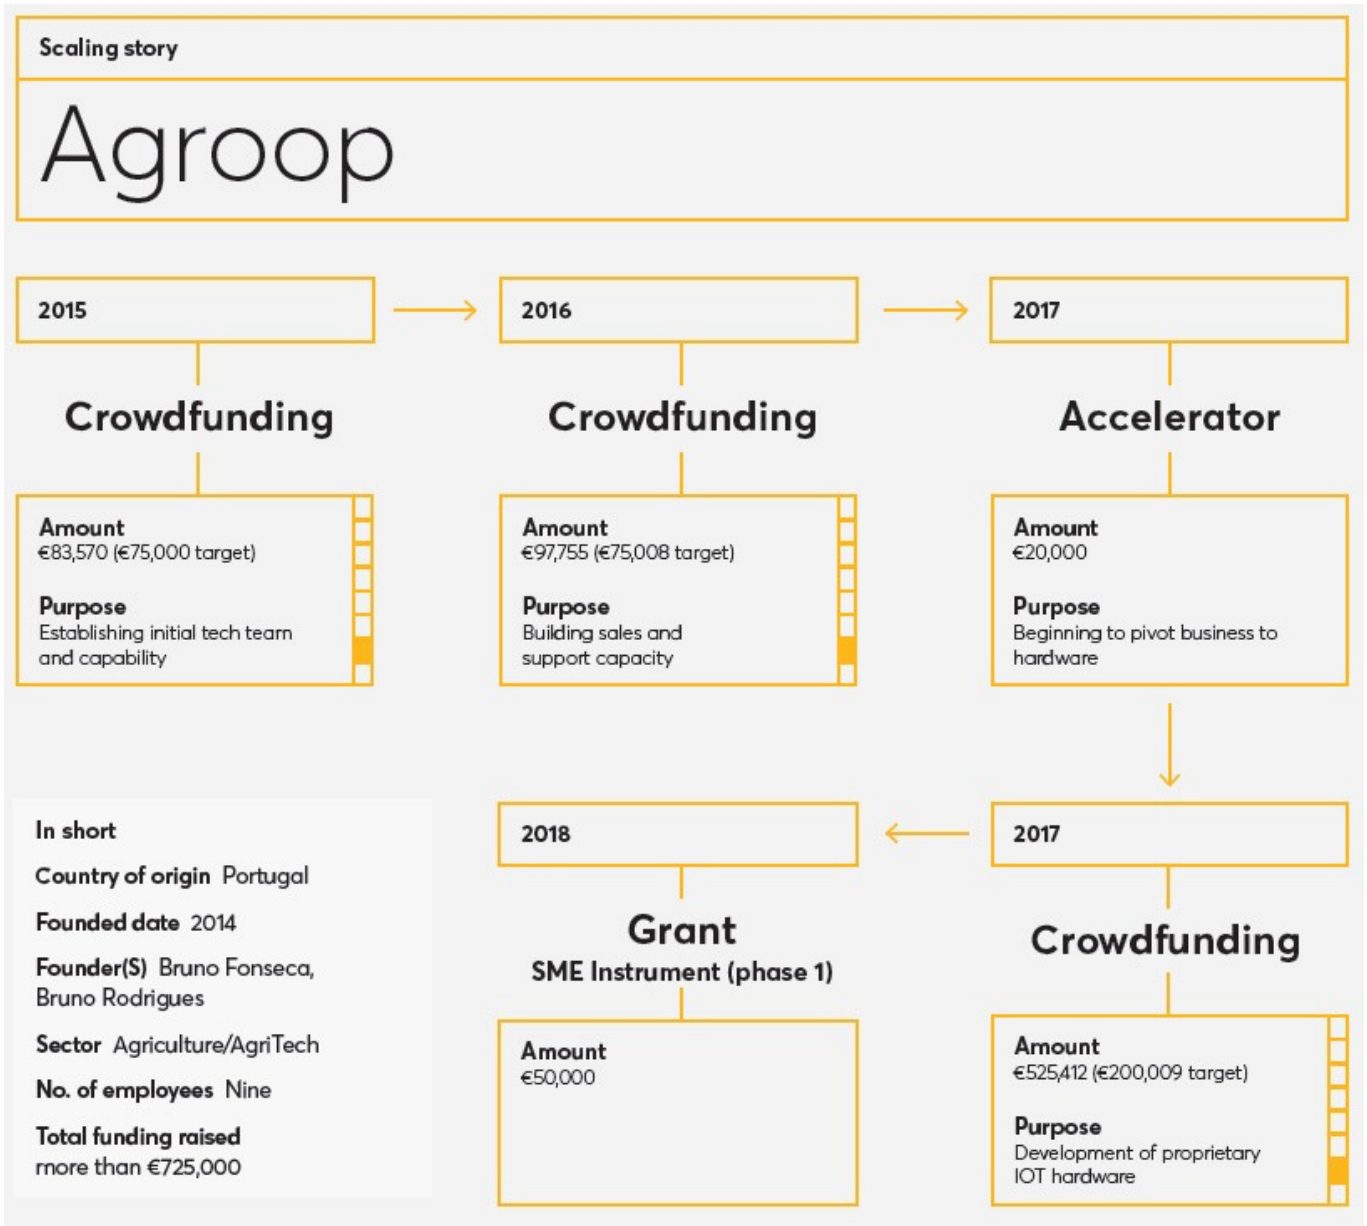 Scaling story
Agroop
2015
Crowdfunding
Amount
€83,570 (€75,000 target)
Purpose
Establishing initial tech team
and capability
2016
Crowdfunding
Amount
€97,755 (€75,008 target)
Purpose
Building sales and
support capacity
2017
Accelerator
Amount
€20,000
Purpose
Beginning to pivot business to
hardware
2017
Crowdfunding
Amount
€525,412 (€200,009 target)
Purpose
Development of proprietary
IOT hardware
2018
Grant
SME Instrument (phase 1)
Amount
€50,000
In short
Country of origin Portugal
Founded date 2014
Founder(S) Bruno Fonseca,
Bruno Rodrigues
Sector Agriculture/AgriTech
No. of employees Nine
Total funding raised
more than €725,000